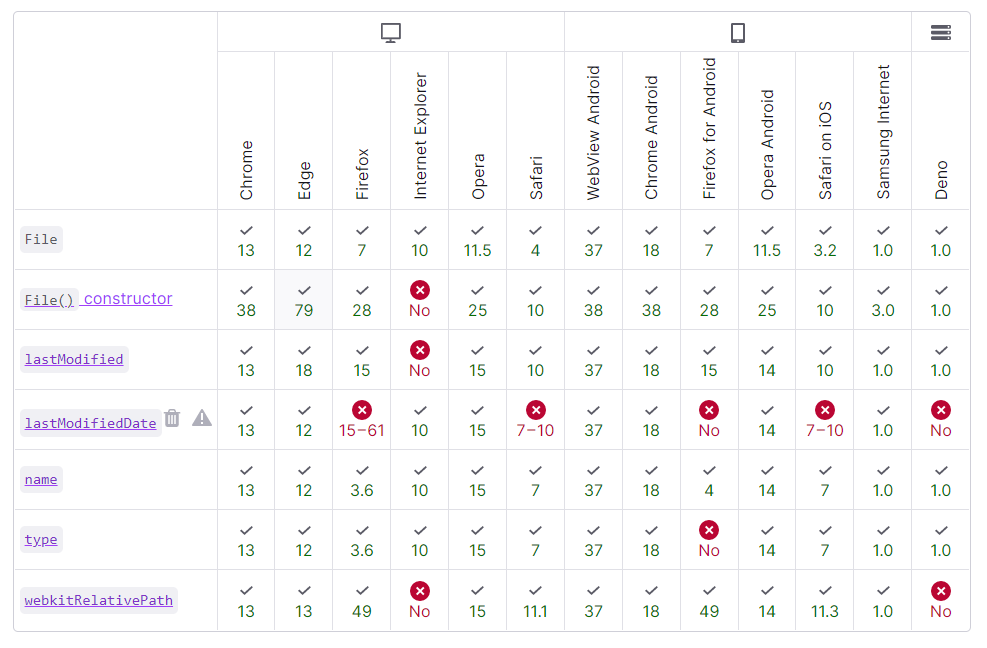 Chrome Edge Firefox Internet Explorer Opera Safari WebView Android Chrome Android Firefox for Android Opera Android Safari on iOS Samsung Internet Deno
File 13 12 7 10 11.5 4 37 18 7 11.5 3.2 1.0 1.0
File() constructor 38 79 28 No 25 10 38 38 28 25 10 3.0 1.0
lastModified 13 18 15 No 15 10 37 18 15 14 10 1.0 1.0
lastModifiedDate 13 12 15–61 10 15 7–10 37 18 No 14 7–10 1.0 No
name 13 12 3.6 10 15 7 37 18 4 14 7 1.0 1.0
type 13 12 3.6 10 15 7 37 18 No 14 7 1.0 1.0
webkitRelativePath 13 13 49 No 15 11.1 37 18 49 14 11.3 1.0 No